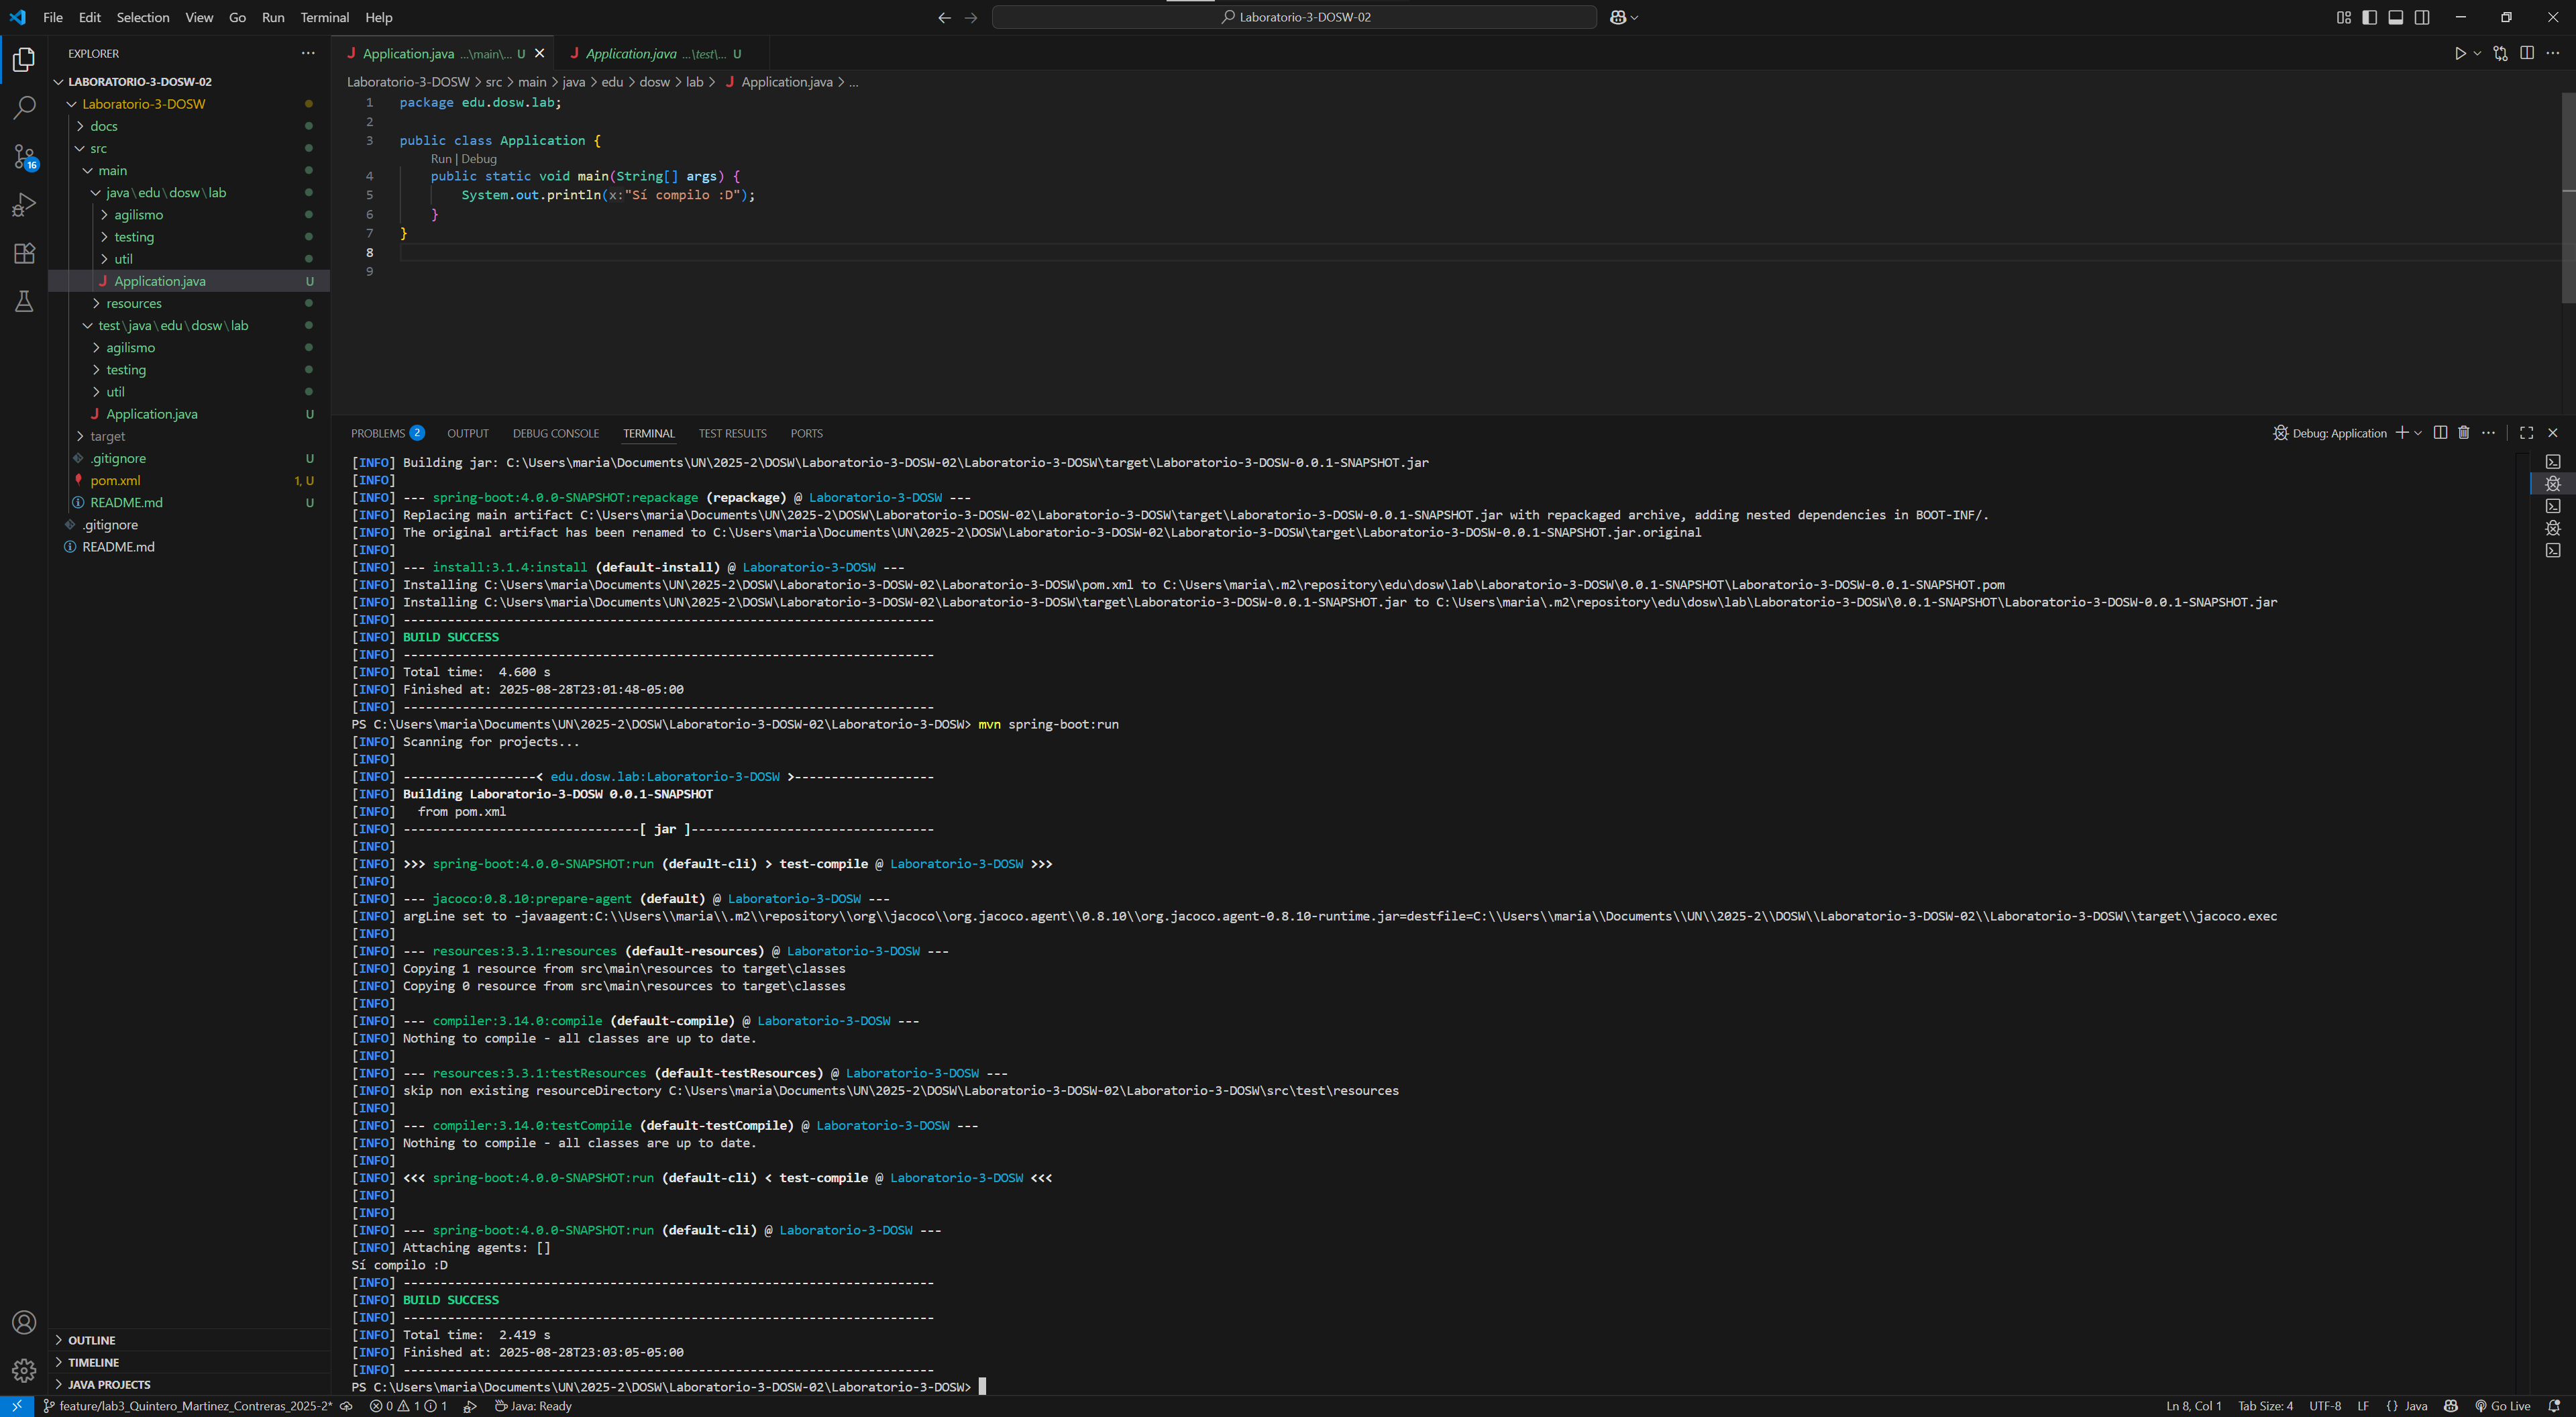 File Edit Selection View Go Run Terminal Help
Laboratorio-3-DOSW-02
EXPLORER
LABORATORIO-3-DOSW-02
Laboratorio-3-DOSW
docs
src
main
java\edu\dosw\lab
agilismo
testing
util
Application.java U
resources
test\java\edu\dosw\lab
agilismo
testing
util
Application.java U
target
.gitignore U
pom.xml 1, U
README.md U
.gitignore
README.md
16
OUTLINE
TIMELINE
JAVA PROJECTS
Application.java ...\main\... U
Application.java ...\test\... U
Laboratorio-3-DOSW > src > main > java > edu > dosw > lab > Application.java > ...
1 package edu.dosw.lab;
2
3 public class Application {
Run | Debug
4 public static void main(String[] args) {
5 System.out.println(x:"Sí compilo :D");
6 }
7 }
8
9
PROBLEMS 2 OUTPUT DEBUG CONSOLE TERMINAL TEST RESULTS PORTS
Debug: Application
[INFO] Building jar: C:\Users\maria\Documents\UN\2025-2\DOSW\Laboratorio-3-DOSW-02\Laboratorio-3-DOSW\target\Laboratorio-3-DOSW-0.0.1-SNAPSHOT.jar
[INFO]
[INFO] --- spring-boot:4.0.0-SNAPSHOT:repackage (repackage) @ Laboratorio-3-DOSW ---
[INFO] Replacing main artifact C:\Users\maria\Documents\UN\2025-2\DOSW\Laboratorio-3-DOSW-02\Laboratorio-3-DOSW\target\Laboratorio-3-DOSW-0.0.1-SNAPSHOT.jar with repackaged archive, adding nested dependencies in BOOT-INF/.
[INFO] The original artifact has been renamed to C:\Users\maria\Documents\UN\2025-2\DOSW\Laboratorio-3-DOSW-02\Laboratorio-3-DOSW\target\Laboratorio-3-DOSW-0.0.1-SNAPSHOT.jar.original
[INFO]
[INFO] --- install:3.1.4:install (default-install) @ Laboratorio-3-DOSW ---
[INFO] Installing C:\Users\maria\Documents\UN\2025-2\DOSW\Laboratorio-3-DOSW-02\Laboratorio-3-DOSW\pom.xml to C:\Users\maria\.m2\repository\edu\dosw\lab\Laboratorio-3-DOSW\0.0.1-SNAPSHOT\Laboratorio-3-DOSW-0.0.1-SNAPSHOT.pom
[INFO] Installing C:\Users\maria\Documents\UN\2025-2\DOSW\Laboratorio-3-DOSW-02\Laboratorio-3-DOSW\target\Laboratorio-3-DOSW-0.0.1-SNAPSHOT.jar to C:\Users\maria\.m2\repository\edu\dosw\lab\Laboratorio-3-DOSW\0.0.1-SNAPSHOT\Laboratorio-3-DOSW-0.0.1-SNAPSHOT.jar
[INFO] ------------------------------------------------------------------------
[INFO] BUILD SUCCESS
[INFO] ------------------------------------------------------------------------
[INFO] Total time:  4.600 s
[INFO] Finished at: 2025-08-28T23:01:48-05:00
[INFO] ------------------------------------------------------------------------
PS C:\Users\maria\Documents\UN\2025-2\DOSW\Laboratorio-3-DOSW-02\Laboratorio-3-DOSW> mvn spring-boot:run
[INFO] Scanning for projects...
[INFO]
[INFO] ------------------< edu.dosw.lab:Laboratorio-3-DOSW >-------------------
[INFO] Building Laboratorio-3-DOSW 0.0.1-SNAPSHOT
[INFO]   from pom.xml
[INFO] --------------------------------[ jar ]---------------------------------
[INFO]
[INFO] >>> spring-boot:4.0.0-SNAPSHOT:run (default-cli) > test-compile @ Laboratorio-3-DOSW >>>
[INFO]
[INFO] --- jacoco:0.8.10:prepare-agent (default) @ Laboratorio-3-DOSW ---
[INFO] argLine set to -javaagent:C:\\Users\\maria\\.m2\\repository\\org\\jacoco\\org.jacoco.agent\\0.8.10\\org.jacoco.agent-0.8.10-runtime.jar=destfile=C:\\Users\\maria\\Documents\\UN\\2025-2\\DOSW\\Laboratorio-3-DOSW-02\\Laboratorio-3-DOSW\\target\\jacoco.exec
[INFO]
[INFO] --- resources:3.3.1:resources (default-resources) @ Laboratorio-3-DOSW ---
[INFO] Copying 1 resource from src\main\resources to target\classes
[INFO] Copying 0 resource from src\main\resources to target\classes
[INFO]
[INFO] --- compiler:3.14.0:compile (default-compile) @ Laboratorio-3-DOSW ---
[INFO] Nothing to compile - all classes are up to date.
[INFO]
[INFO] --- resources:3.3.1:testResources (default-testResources) @ Laboratorio-3-DOSW ---
[INFO] skip non existing resourceDirectory C:\Users\maria\Documents\UN\2025-2\DOSW\Laboratorio-3-DOSW-02\Laboratorio-3-DOSW\src\test\resources
[INFO]
[INFO] --- compiler:3.14.0:testCompile (default-testCompile) @ Laboratorio-3-DOSW ---
[INFO] Nothing to compile - all classes are up to date.
[INFO]
[INFO] <<< spring-boot:4.0.0-SNAPSHOT:run (default-cli) < test-compile @ Laboratorio-3-DOSW <<<
[INFO]
[INFO]
[INFO] --- spring-boot:4.0.0-SNAPSHOT:run (default-cli) @ Laboratorio-3-DOSW ---
[INFO] Attaching agents: []
Sí compilo :D
[INFO] ------------------------------------------------------------------------
[INFO] BUILD SUCCESS
[INFO] ------------------------------------------------------------------------
[INFO] Total time:  2.419 s
[INFO] Finished at: 2025-08-28T23:03:05-05:00
[INFO] ------------------------------------------------------------------------
PS C:\Users\maria\Documents\UN\2025-2\DOSW\Laboratorio-3-DOSW-02\Laboratorio-3-DOSW>
feature/lab3_Quintero_Martinez_Contreras_2025-2* 0 1 1 Java: Ready
Ln 8, Col 1 Tab Size: 4 UTF-8 LF {} Java Go Live